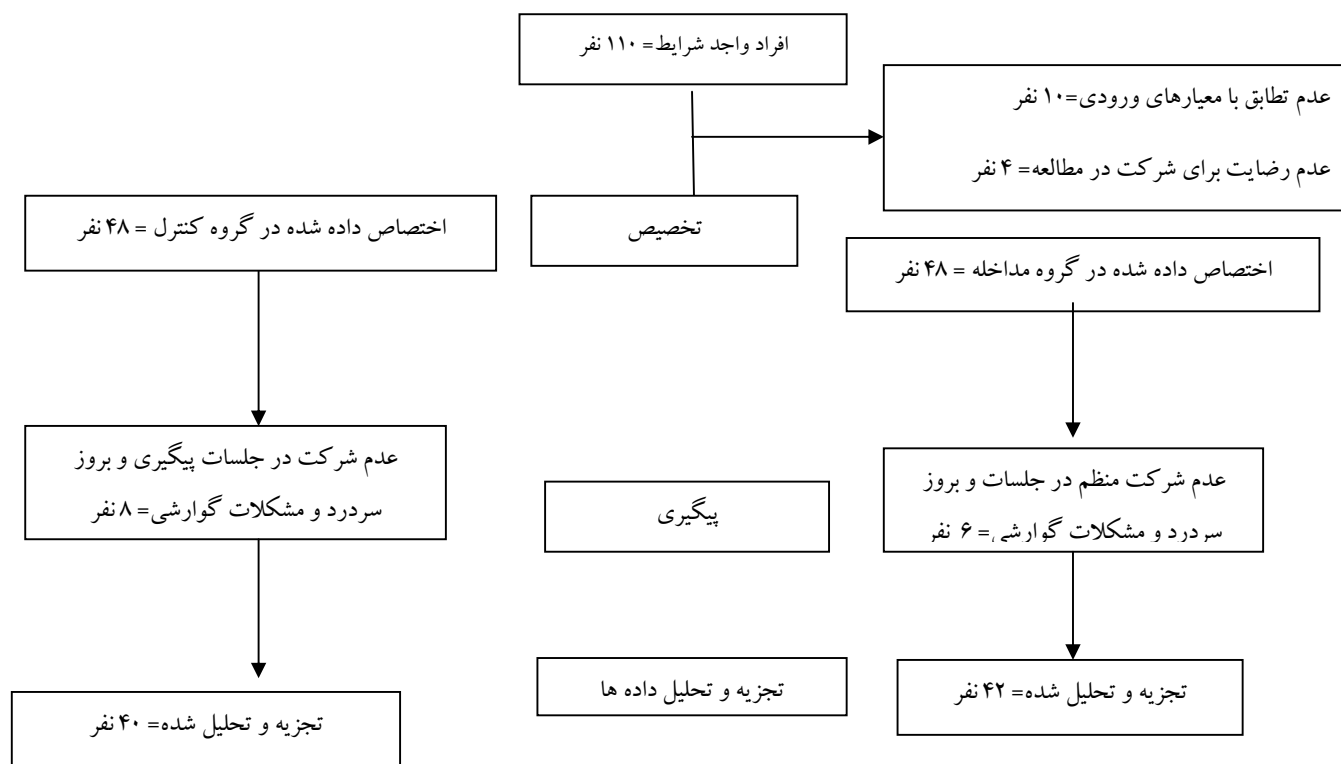 افراد واجد شرایط= ۱۱۰ نفر
عدم تطابق با معیارهای ورودی=۱۰ نفر
عدم رضایت برای شرکت در مطالعه= ۴ نفر
تخصیص
اختصاص داده شده در گروه کنترل = ۴۸ نفر
اختصاص داده شده در گروه مداخله = ۴۸ نفر
عدم شرکت در جلسات پیگیری و بروز
سردرد و مشکلات گوارشی= ۸ نفر
پیگیری
عدم شرکت منظم در جلسات و بروز
سردرد و مشکلات گوارشی= ۶ نفر
تجزیه و تحلیل داده ها
تجزیه و تحلیل شده= ۴۲ نفر
تجزیه و تحلیل شده= ۴۰ نفر